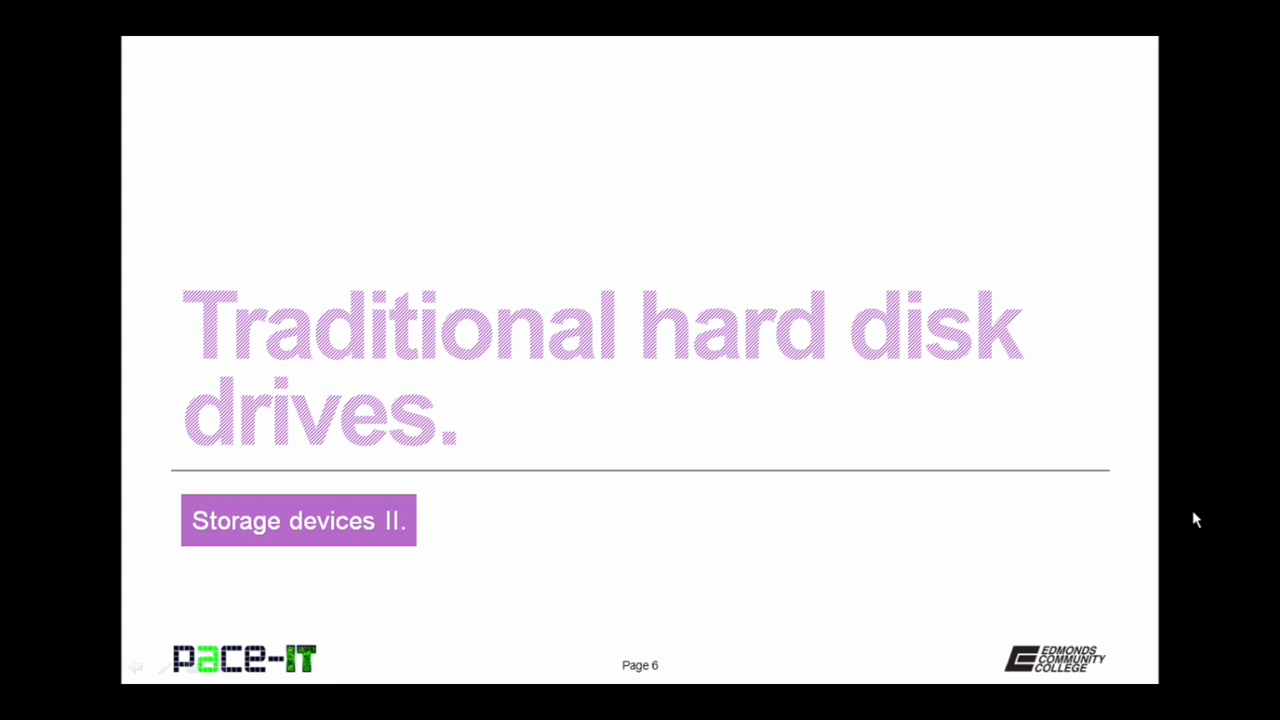 Traditional hard disk
drives.
Storage devices II.
pace-IT
Page 6
EDMONDS
COMMUNITY
COLLEGE